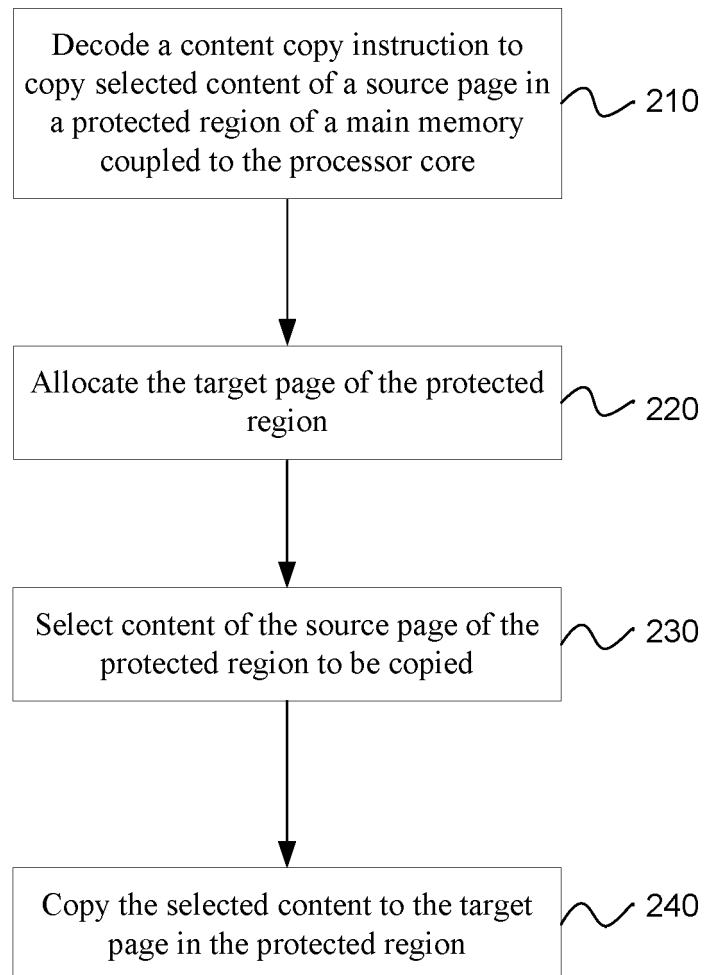 Decode a content copy instruction to
copy selected content of a source page in
a protected region of a main memory
coupled to the processor core
210
Allocate the target page of the protected
region
220
Select content of the source page of the
protected region to be copied
230
Copy the selected content to the target
page in the protected region
240